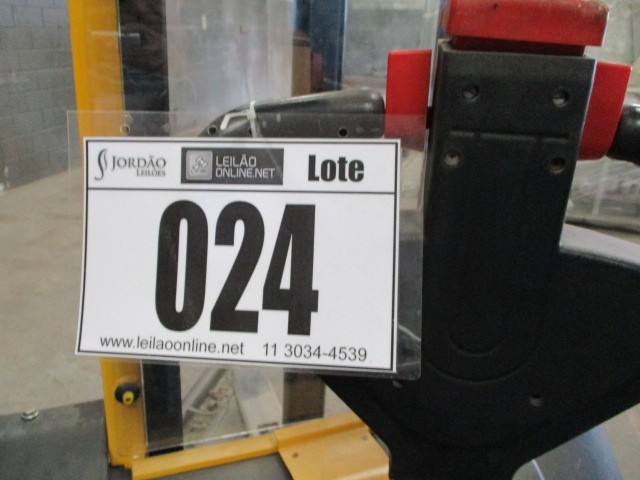 JORDÃO LEILÕES
LEILÃO ONLINE.NET
Lote
024
www.leilaoonline.net 11 3034-4539